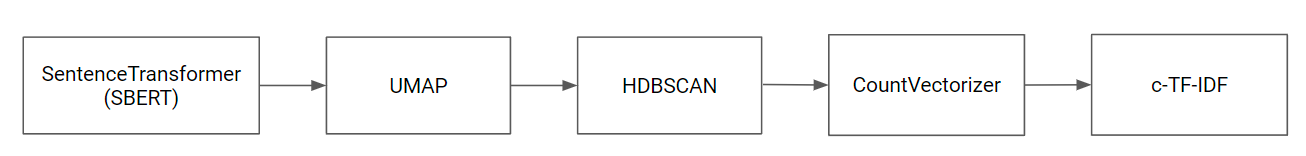 SentenceTransformer
(SBERT)
UMAP
HDBSCAN
CountVectorizer
c-TF-IDF